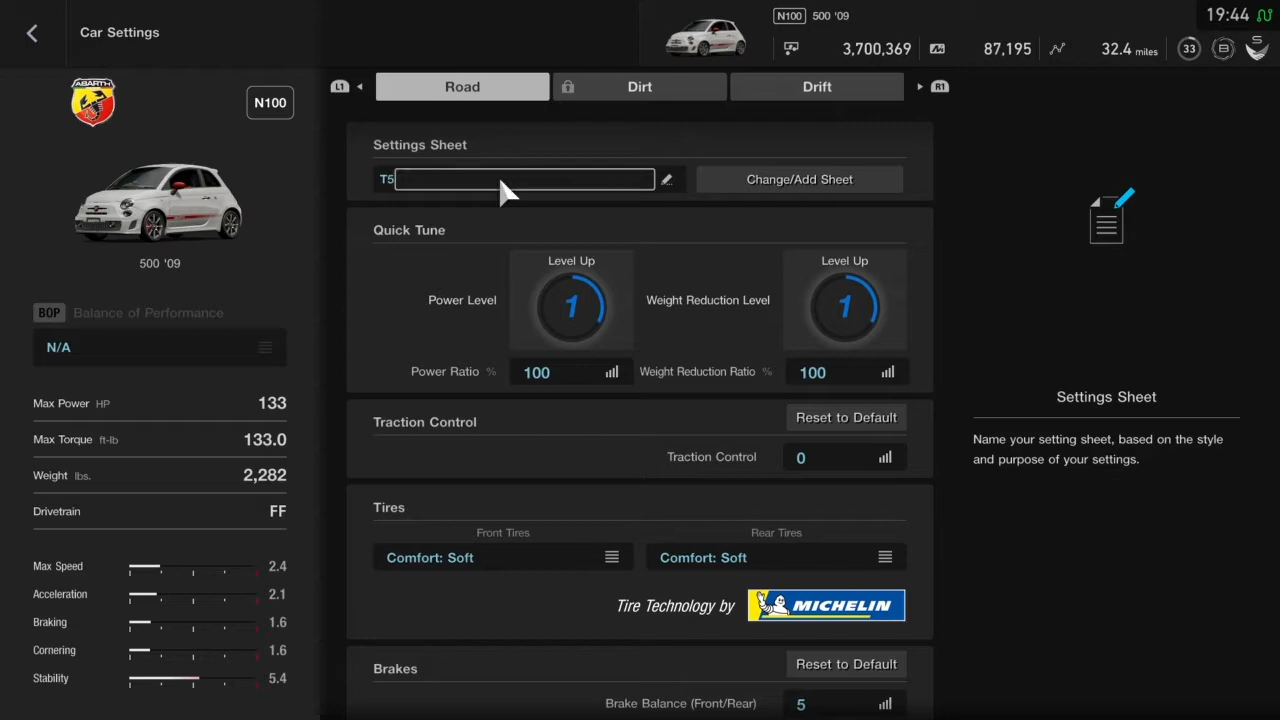 Car Settings
N100 500 '09
3,700,369
87,195
32.4 miles
33
B
S
19:44
ABARTH
N100
500 '09
BOP Balance of Performance
N/A
Max Power HP 133
Max Torque ft-lb 133.0
Weight lbs. 2,282
Drivetrain FF
Max Speed 2.4
Acceleration 2.1
Braking 1.6
Cornering 1.6
Stability 5.4
L1 Road Dirt Drift R1
Settings Sheet
T5
Change/Add Sheet
Quick Tune
Level Up Level Up
Power Level 1 Weight Reduction Level 1
Power Ratio % 100 Weight Reduction Ratio % 100
Traction Control Reset to Default
Traction Control 0
Tires
Front Tires Rear Tires
Comfort: Soft Comfort: Soft
Tire Technology by MICHELIN
Brakes Reset to Default
Brake Balance (Front/Rear) 5
Settings Sheet
Name your setting sheet, based on the style
and purpose of your settings.